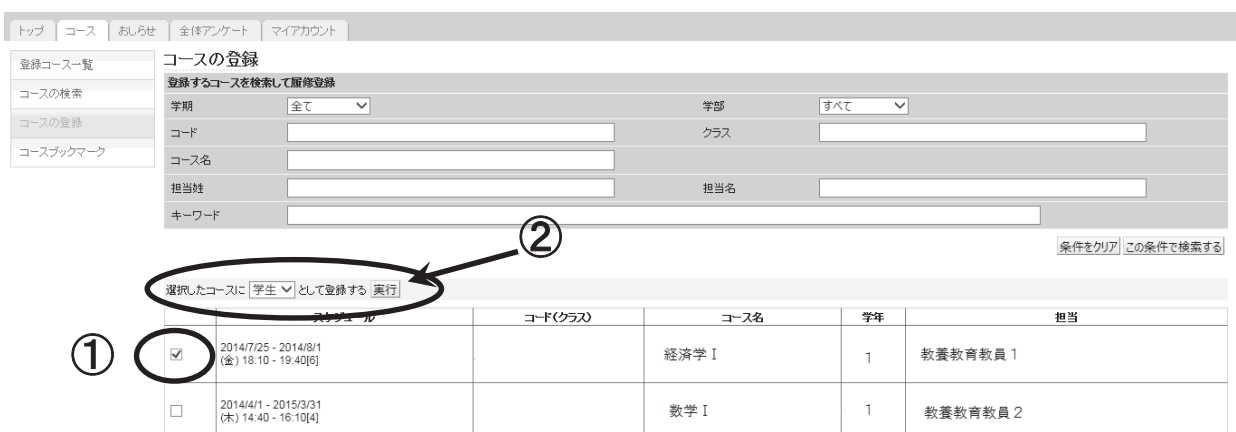 トップ コース おしらせ 全体アンケート マイアカウント
登録コース一覧
コースの検索
コースの登録
コースブックマーク
コースの登録
登録するコースを検索して履修登録
学期 全て 学部 すべて
コード クラス
コース名
担当姓 担当名
キーワード
②
条件をクリア この条件で検索する
選択したコースに 学生 として登録する 実行
スケジュール コード(クラス) コース名 学年 担当
①
2014/7/25 - 2014/8/1
(金) 18:10 - 19:40[6] 経済学Ⅰ 1 教養教育教員1
2014/4/1 - 2015/3/31
(木) 14:40 - 16:10[4] 数学Ⅰ 1 教養教育教員2